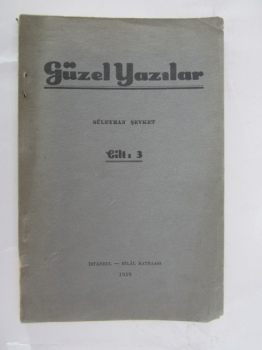 Güzel Yazılar
SÜLEYMAN ŞEVKET
Cilt: 3
İSTANBUL —